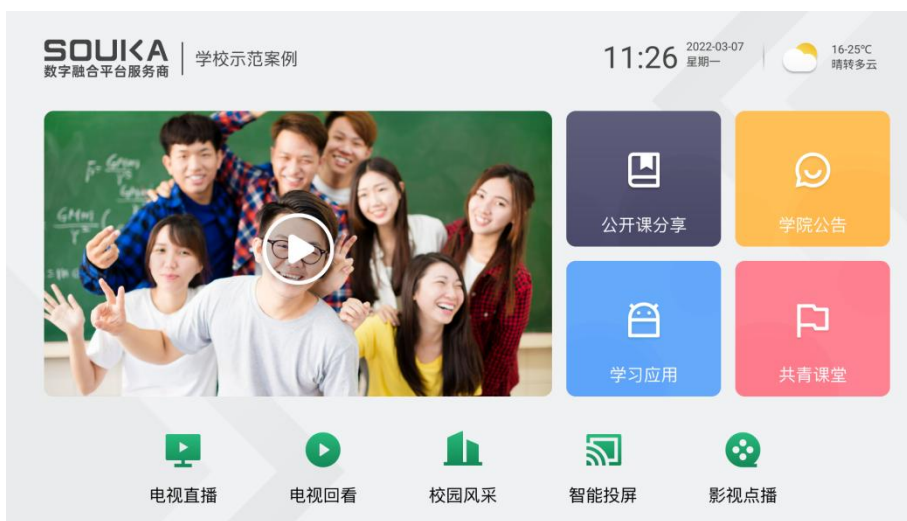 SOUKA
数字融合平台服务商
学校示范案例
11:26
2022-03-07
星期一
16-25℃
晴转多云
公开课分享
学院公告
学习应用
共青课堂
电视直播
电视回看
校园风采
智能投屏
影视点播